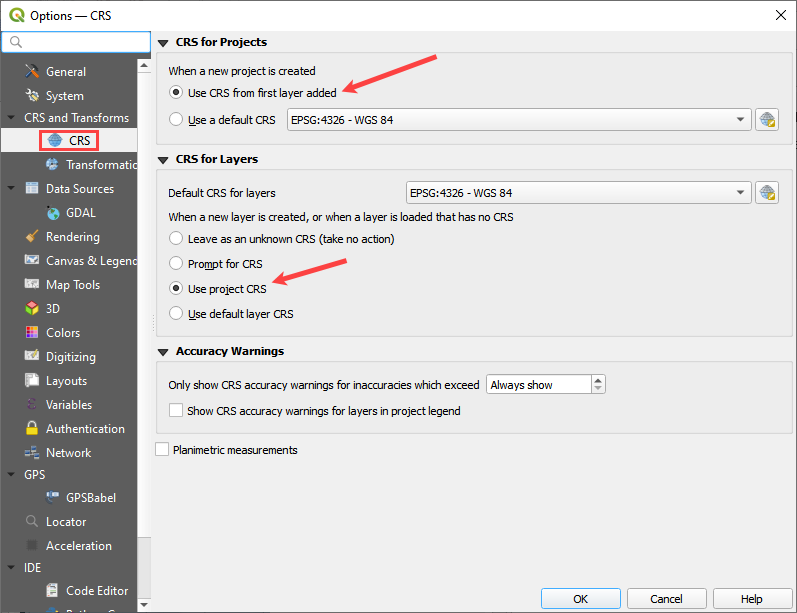 Options — CRS
General
System
CRS and Transforms
CRS
Transformatic
Data Sources
GDAL
Rendering
Canvas & Legend
Map Tools
3D
Colors
Digitizing
Layouts
Variables
Authentication
Network
GPS
GPSBabel
Locator
Acceleration
IDE
Code Editor
CRS for Projects
When a new project is created
Use CRS from first layer added
Use a default CRS
EPSG:4326 - WGS 84
CRS for Layers
Default CRS for layers
EPSG:4326 - WGS 84
When a new layer is created, or when a layer is loaded that has no CRS
Leave as an unknown CRS (take no action)
Prompt for CRS
Use project CRS
Use default layer CRS
Accuracy Warnings
Only show CRS accuracy warnings for inaccuracies which exceed
Always show
Show CRS accuracy warnings for layers in project legend
Planimetric measurements
OK
Cancel
Help